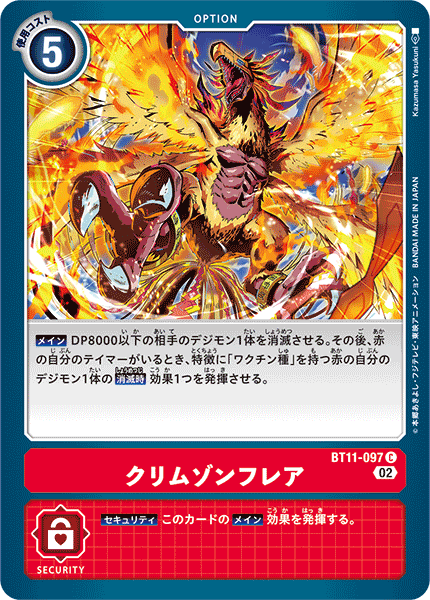 OPTION
使用コスト
5
Kazumasa Yasukuni
©本郷あきよし・フジテレビ・東映アニメーション BANDAI MADE IN JAPAN
メイン DP8000以下の相手のデジモン1体を消滅させる。その後、赤
の自分のテイマーがいるとき、特徴に「ワクチン種」を持つ赤の自分の
デジモン1体の 消滅時 効果1つを発揮させる。
BT11-097 C
クリムゾンフレア
02
セキュリティ このカードの メイン 効果を発揮する。
SECURITY